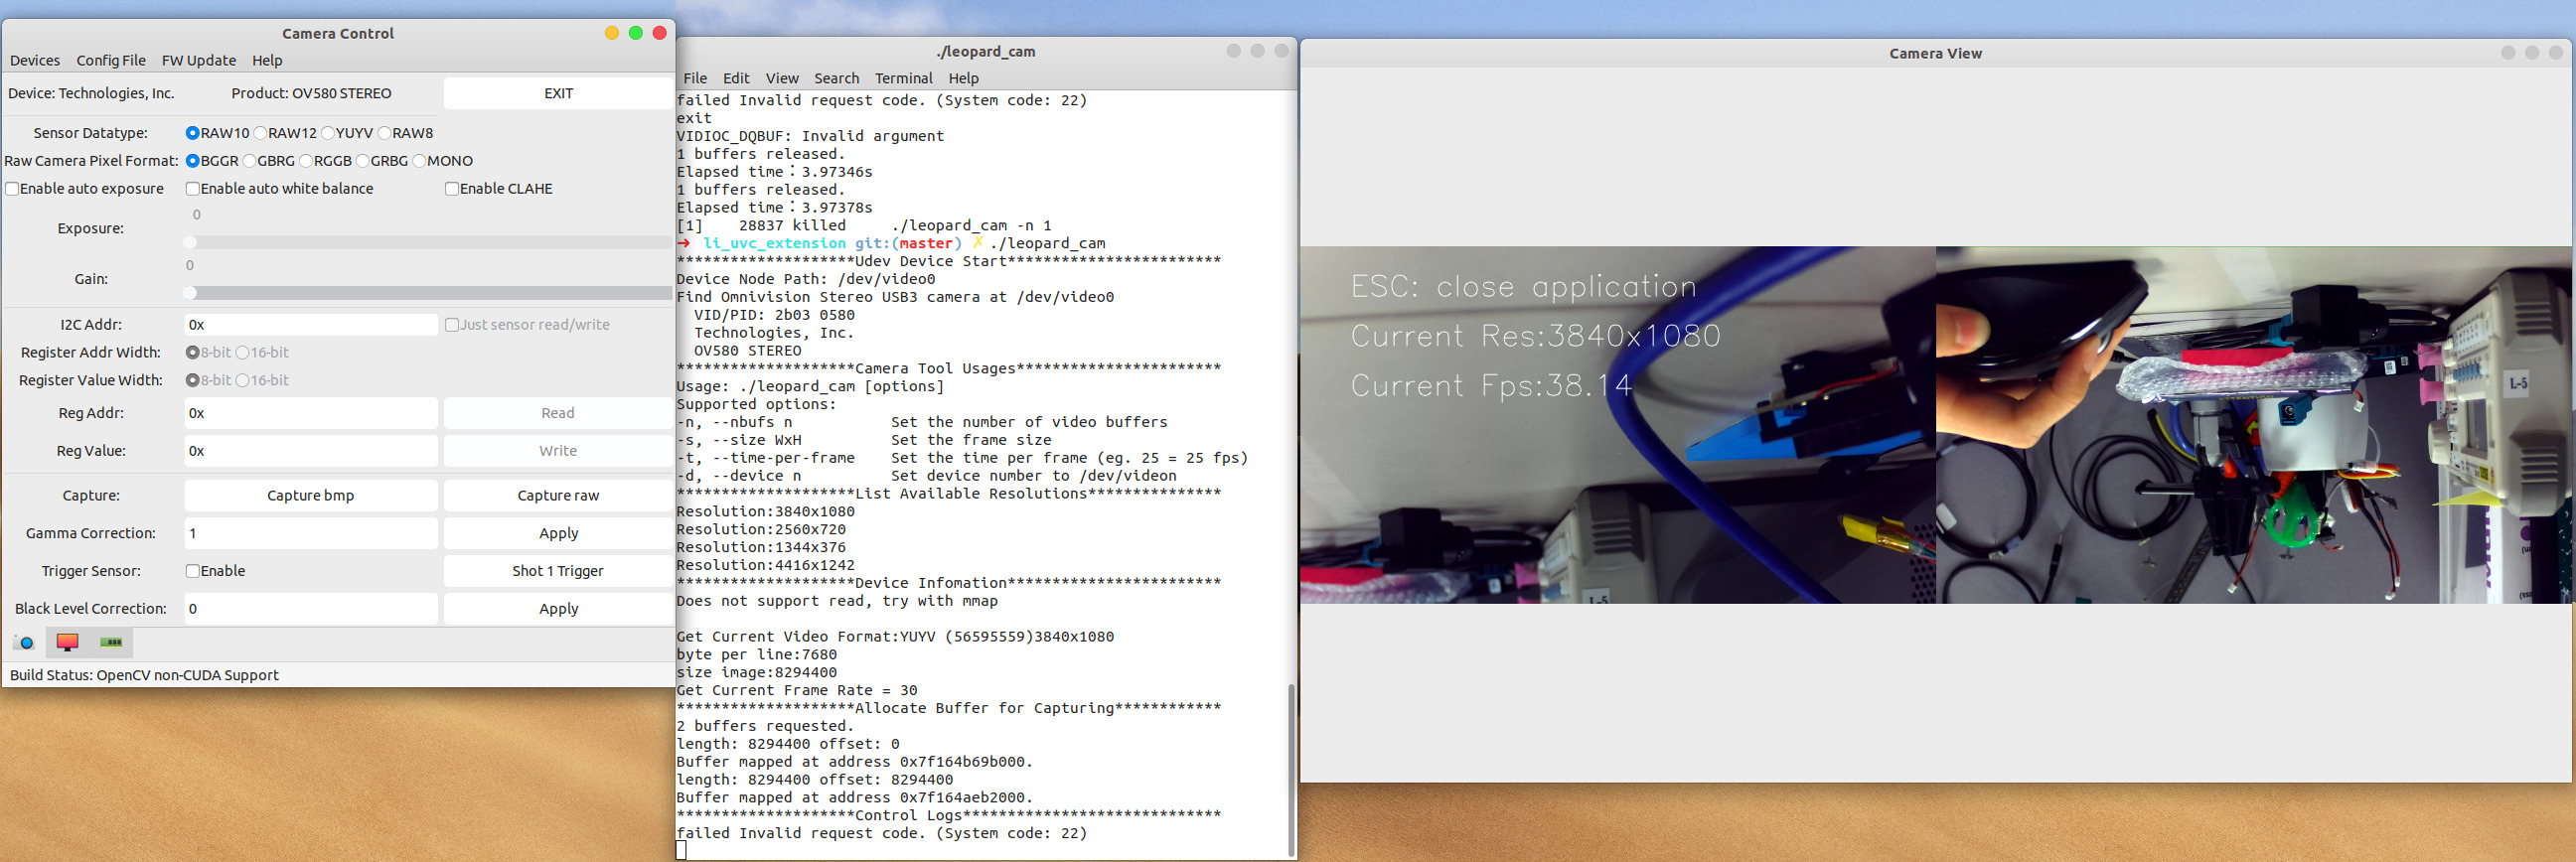 Camera Control
Devices Config File FW Update Help
Device: Technologies, Inc. Product: OV580 STEREO EXIT
Sensor Datatype: RAW10 RAW12 YUYV RAW8
Raw Camera Pixel Format: BGGR GBRG RGGB GRBG MONO
Enable auto exposure Enable auto white balance Enable CLAHE
0
Exposure:
0
Gain:
I2C Addr: 0x Just sensor read/write
Register Addr Width: 8-bit 16-bit
Register Value Width: 8-bit 16-bit
Reg Addr: 0x Read
Reg Value: 0x Write
Capture: Capture bmp Capture raw
Gamma Correction: 1 Apply
Trigger Sensor: Enable Shot 1 Trigger
Black Level Correction: 0 Apply
Build Status: OpenCV non-CUDA Support
./leopard_cam
File Edit View Search Terminal Help
failed Invalid request code. (System code: 22)
exit
VIDIOC_DQBUF: Invalid argument
1 buffers released.
Elapsed time：3.97346s
1 buffers released.
Elapsed time：3.97378s
[1]    28837 killed     ./leopard_cam -n 1
➜  li_uvc_extension git:(master) ✗ ./leopard_cam
********************Udev Device Start************************
Device Node Path: /dev/video0
Find Omnivision Stereo USB3 camera at /dev/video0
VID/PID: 2b03 0580
Technologies, Inc.
OV580 STEREO
********************Camera Tool Usages***********************
Usage: ./leopard_cam [options]
Supported options:
-n, --nbufs n           Set the number of video buffers
-s, --size WxH          Set the frame size
-t, --time-per-frame    Set the time per frame (eg. 25 = 25 fps)
-d, --device n          Set device number to /dev/videon
********************List Available Resolutions***************
Resolution:3840x1080
Resolution:2560x720
Resolution:1344x376
Resolution:4416x1242
********************Device Infomation************************
Does not support read, try with mmap
Get Current Video Format:YUYV (56595559)3840x1080
byte per line:7680
size image:8294400
Get Current Frame Rate = 30
********************Allocate Buffer for Capturing************
2 buffers requested.
length: 8294400 offset: 0
Buffer mapped at address 0x7f164b69b000.
length: 8294400 offset: 8294400
Buffer mapped at address 0x7f164aeb2000.
********************Control Logs*****************************
failed Invalid request code. (System code: 22)
Camera View
ESC: close application
Current Res:3840x1080
Current Fps:38.14
L-5
L-5